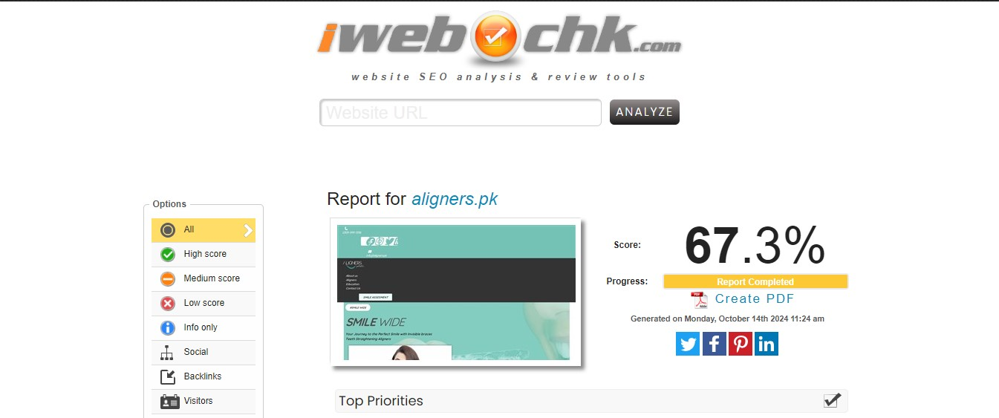 iwebchk.com
website SEO analysis & review tools
Website URL
ANALYZE
Options
All
High score
Medium score
Low score
Info only
Social
Backlinks
Visitors
Report for aligners.pk
ALIGNERS
About us
Aligners
Education
Contact Us
SMILE ASSESMENT
SMILE WIDE
SMILE WIDE
Your Journey to the Perfect Smile with Invisible braces
Teeth Straightening Aligners
Score:
67.3%
Progress:
Report Completed
PDF
Adobe
Create PDF
Generated on Monday, October 14th 2024 11:24 am
Top Priorities